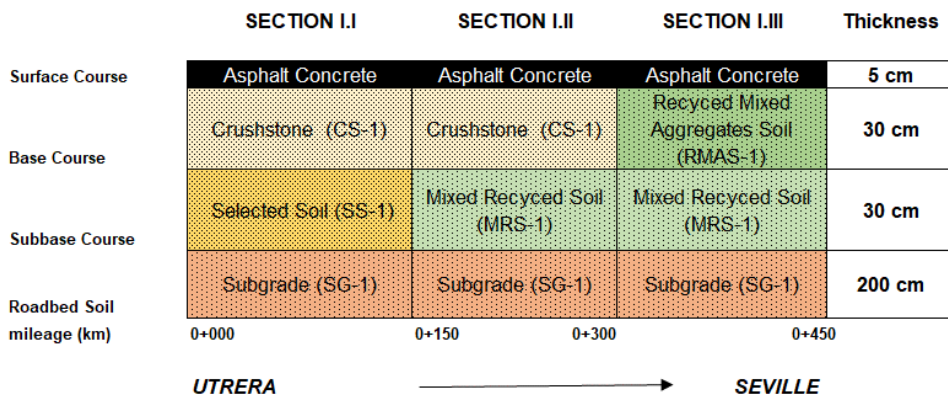 SECTION I.I SECTION I.II SECTION I.III Thickness
Surface Course Asphalt Concrete Asphalt Concrete Asphalt Concrete 5 cm
Recyced Mixed
Aggregates Soil
(RMAS-1)
Base Course Crushstone (CS-1) Crushstone (CS-1) 30 cm
Mixed Recyced Soil Mixed Recyced Soil
(MRS-1) (MRS-1)
Subbase Course Selected Soil (SS-1) 30 cm
Roadbed Soil Subgrade (SG-1) Subgrade (SG-1) Subgrade (SG-1) 200 cm
mileage (km) 0+000 0+150 0+300 0+450
UTRERA SEVILLE